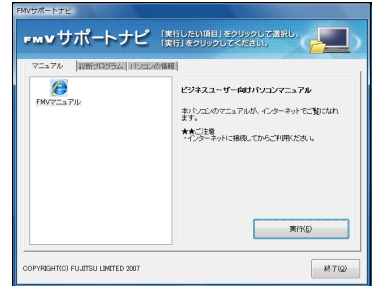 FMVサポートナビ
FMVサポートナビ
「実行したい項目」をクリックして選択し、
「実行」をクリックしてください。
マニュアル
診断プログラム
パソコンの情報
FMVマニュアル
ビジネスユーザー向けパソコンマニュアル
本パソコンのマニュアルが、インターネットでご覧になれ
ます。
★★ご注意
・インターネットに接続してからご利用ください。
実行(E)
COPYRIGHT(C) FUJITSU LIMITED 2007
終了(Q)